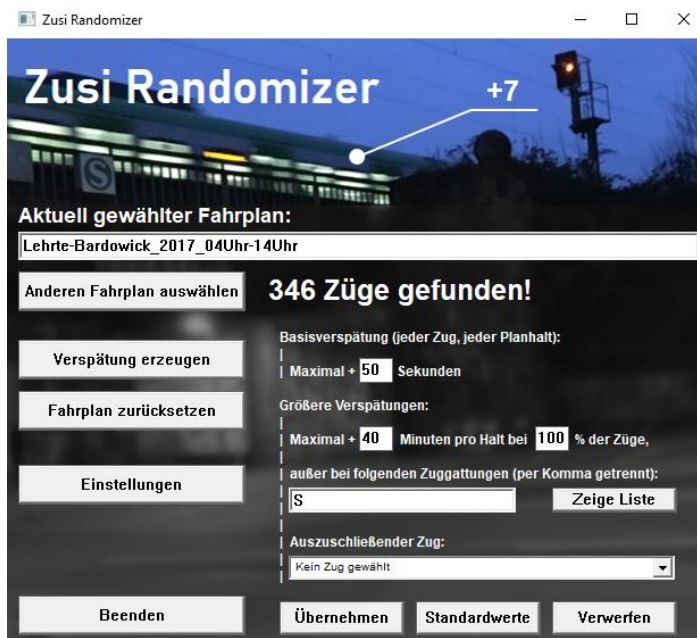 Zusi Randomizer
Zusi Randomizer
+7
S
Aktuell gewählter Fahrplan:
Lehrte-Bardowick_2017_04Uhr-14Uhr
Anderen Fahrplan auswählen
346 Züge gefunden!
Verspätung erzeugen
Fahrplan zurücksetzen
Einstellungen
Basisverspätung (jeder Zug, jeder Planhalt):
Maximal + 50 Sekunden
Größere Verspätungen:
Maximal + 40 Minuten pro Halt bei 100 % der Züge,
außer bei folgenden Zuggattungen (per Komma getrennt):
S
Zeige Liste
Auszuschließender Zug:
Kein Zug gewählt
Beenden
Übernehmen
Standardwerte
Verwerfen